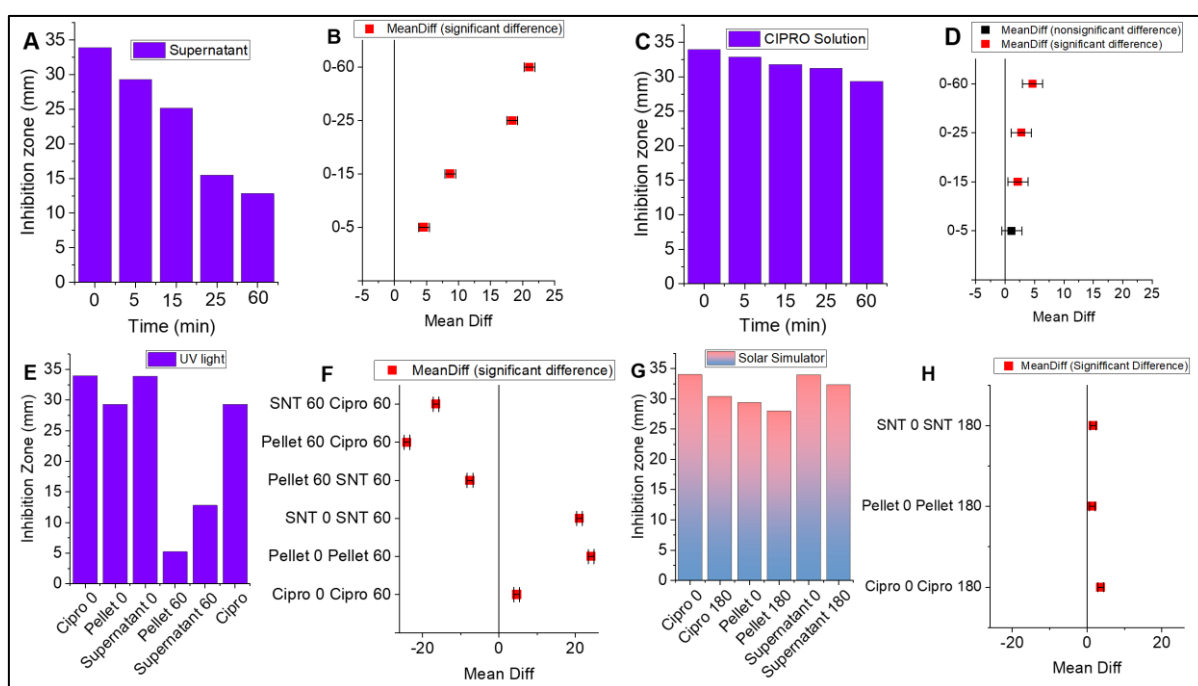 A
Supernatant
Inhibition zone (mm)
35
30
25
20
15
10
5
0
0 5 15 25 60
Time (min)
B
MeanDiff (significant difference)
0-60
0-25
0-15
0-5
-5 0 5 10 15 20 25
Mean Diff
C
CIPRO Solution
Inhibition zone (mm)
35
30
25
20
15
10
5
0
0 5 15 25 60
Time (min)
D
MeanDiff (nonsignificant difference)
MeanDiff (significant difference)
0-60
0-25
0-15
0-5
-5 0 5 10 15 20 25
Mean Diff
E
UV light
Inhibition Zone (mm)
35
30
25
20
15
10
5
0
Cipro 0
Pellet 0
Supernatant 0
Pellet 60
Supernatant 60
Cipro
F
MeanDiff (significant difference)
SNT 60 Cipro 60
Pellet 60 Cipro 60
Pellet 60 SNT 60
SNT 0 SNT 60
Pellet 0 Pellet 60
Cipro 0 Cipro 60
-20 0 20
Mean Diff
G
Solar Simulator
Inhibition zone (mm)
35
30
25
20
15
10
5
0
Cipro 0
Cipro 180
Pellet 0
Pellet 180
Supernatant 0
Supernatant 180
H
MeanDiff (Signifficant Difference)
SNT 0 SNT 180
Pellet 0 Pellet 180
Cipro 0 Cipro 180
-20 0 20
Mean Diff